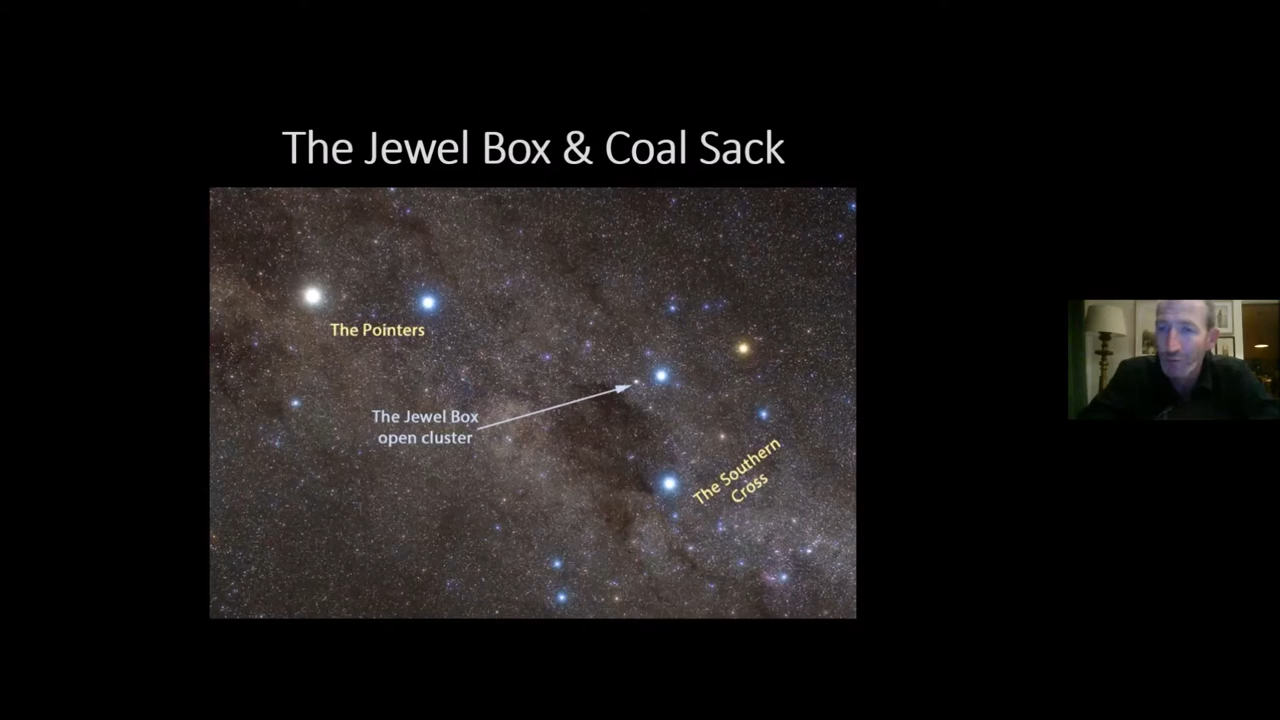 The Jewel Box & Coal Sack
The Pointers
The Jewel Box
open cluster
The Southern
Cross